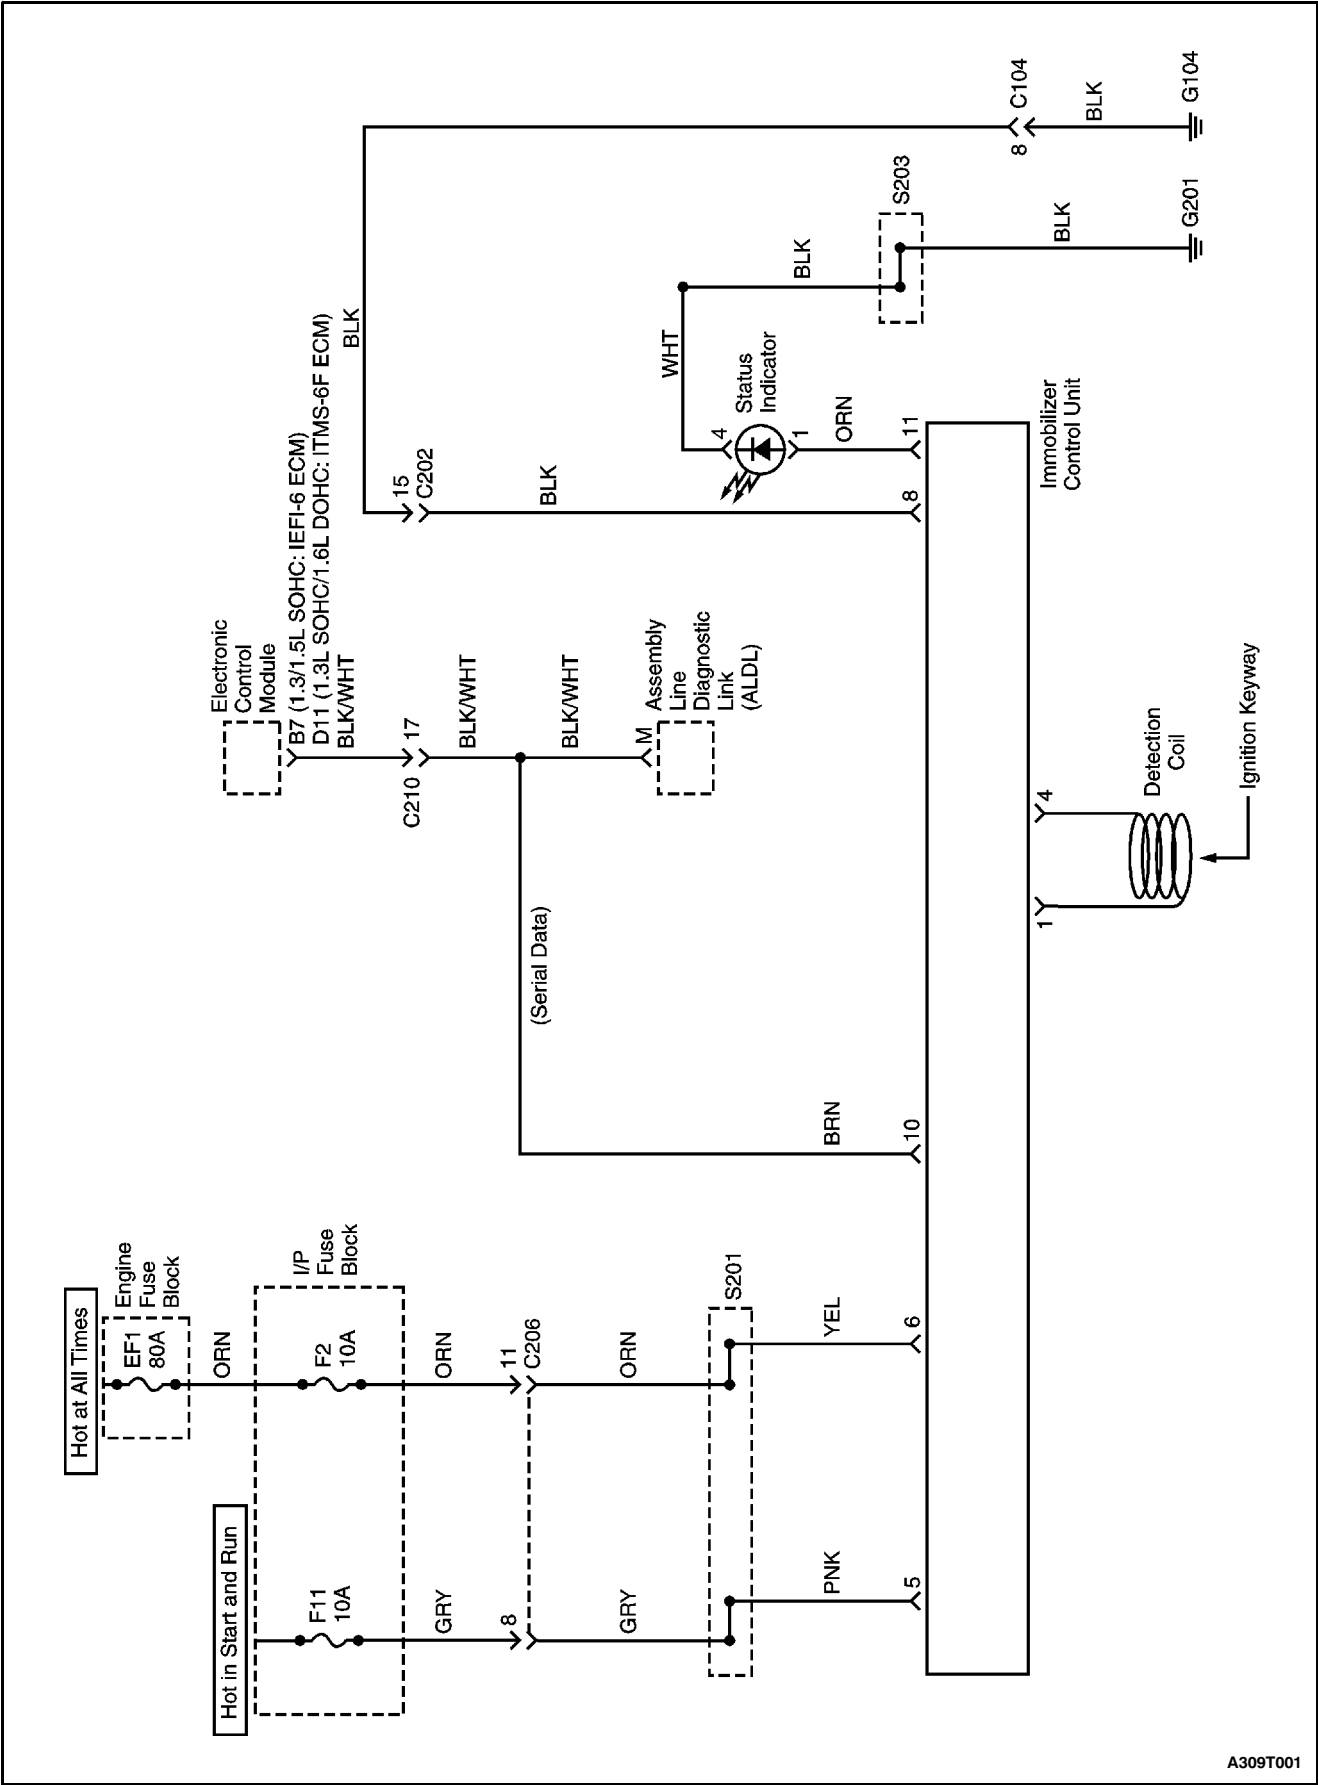 Hot at All Times
Engine
Fuse
Block
EF1
80A
ORN
Hot in Start and Run
I/P
Fuse
Block
F11
10A
F2
10A
GRY
ORN
8
11
C206
GRY
ORN
S201
PNK
YEL
5
6
Electronic
Control
Module
B7 (1.3/1.5L SOHC: IEFI-6 ECM)
D11 (1.3L SOHC/1.6L DOHC: ITMS-6F ECM)
BLK/WHT
C210
17
BLK/WHT
BLK/WHT
(Serial Data)
M
Assembly
Line
Diagnostic
Link
(ALDL)
BRN
10
BLK
15
C202
BLK
8
WHT
4
Status
Indicator
1
ORN
11
BLK
S203
BLK
G201
8
C104
BLK
G104
Immobilizer
Control Unit
1
4
Detection
Coil
Ignition Keyway
A309T001